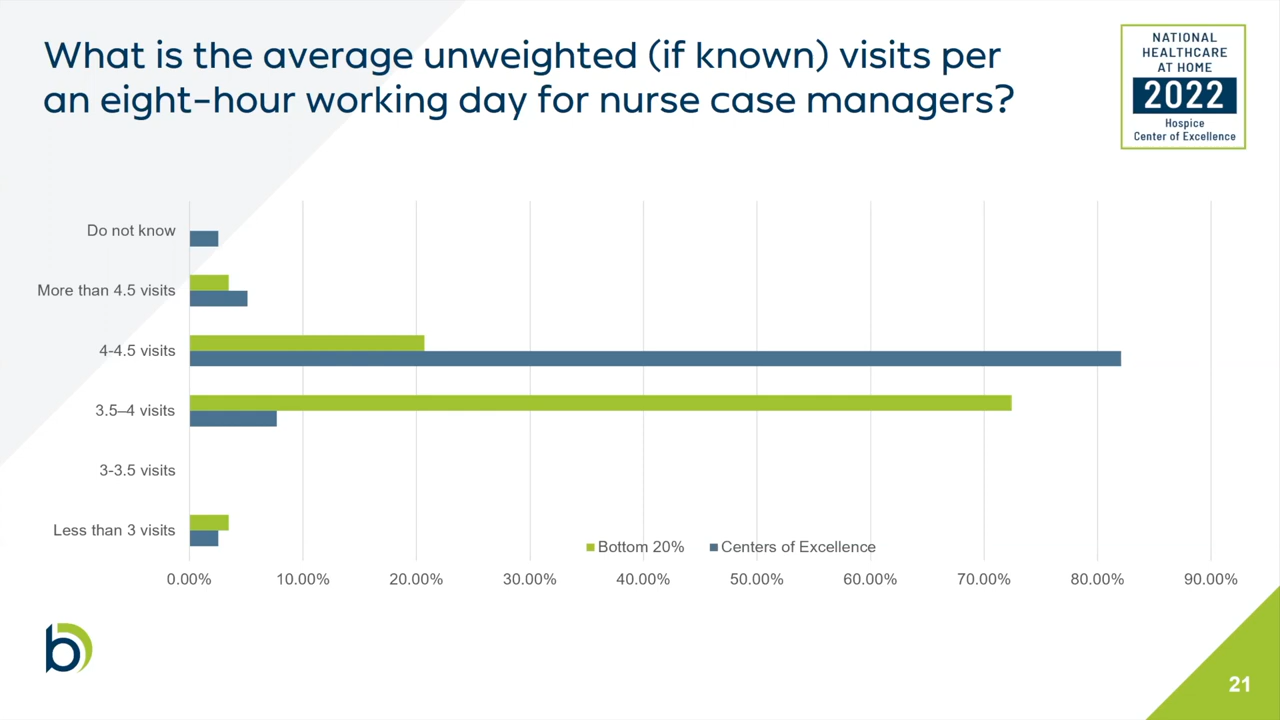 What is the average unweighted (if known) visits per
an eight-hour working day for nurse case managers?
NATIONAL
HEALTHCARE
AT HOME
2022
Hospice
Center of Excellence
Do not know
More than 4.5 visits
4-4.5 visits
3.5–4 visits
3-3.5 visits
Less than 3 visits
Bottom 20% Centers of Excellence
0.00% 10.00% 20.00% 30.00% 40.00% 50.00% 60.00% 70.00% 80.00% 90.00%
b
21